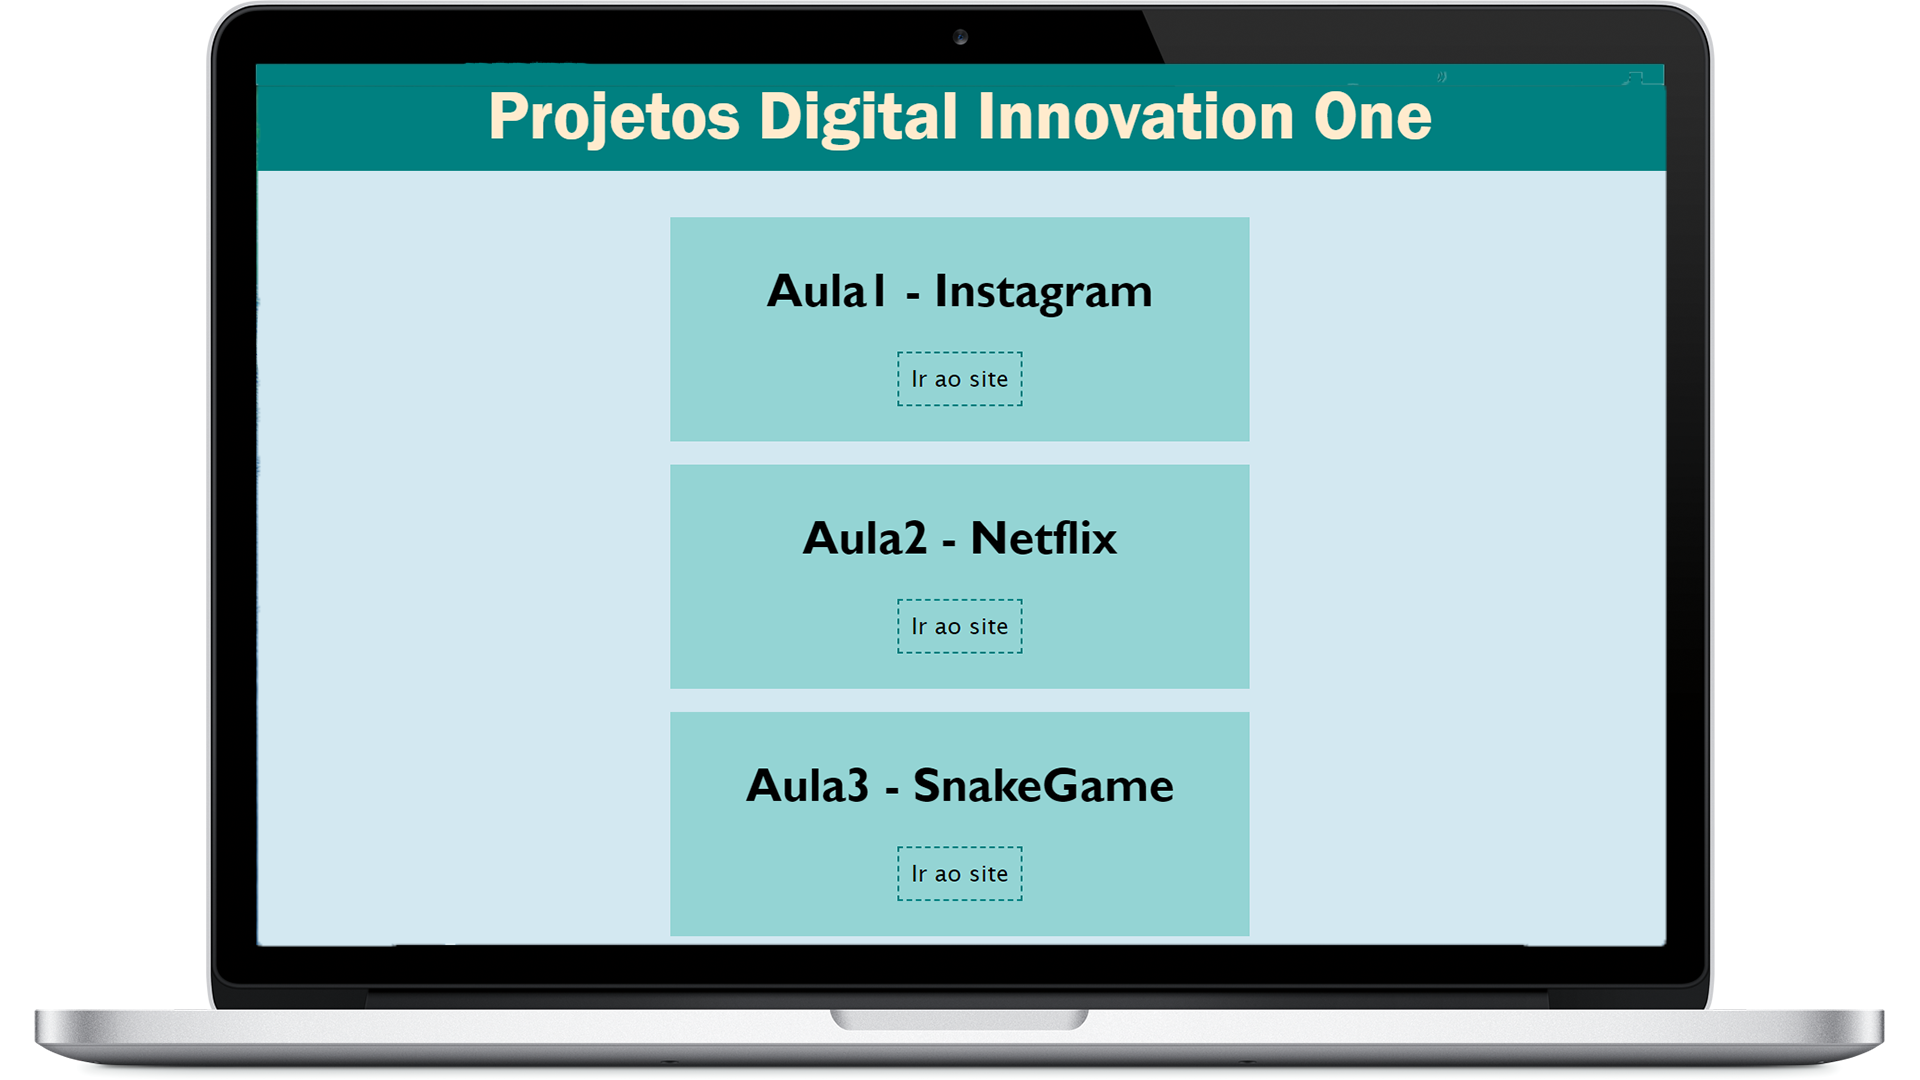 Projetos Digital Innovation One
Aula1 - Instagram
Ir ao site
Aula2 - Netflix
Ir ao site
Aula3 - SnakeGame
Ir ao site